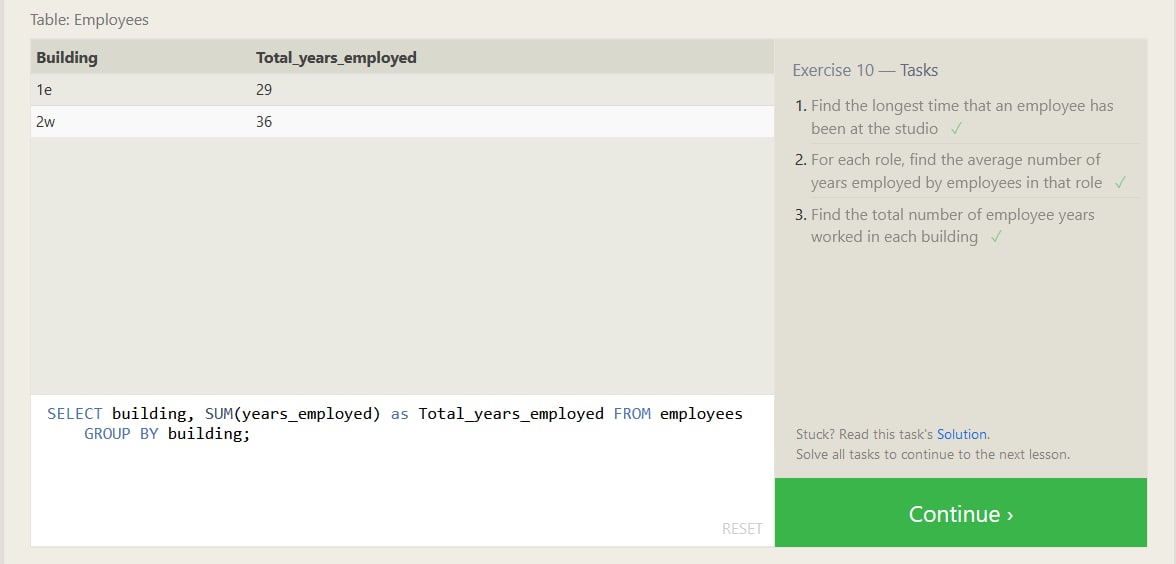 Table: Employees
Building Total_years_employed
1e 29
2w 36
SELECT building, SUM(years_employed) as Total_years_employed FROM employees
GROUP BY building;
RESET
Exercise 10 — Tasks
1. Find the longest time that an employee has
been at the studio ✓
2. For each role, find the average number of
years employed by employees in that role ✓
3. Find the total number of employee years
worked in each building ✓
Stuck? Read this task's Solution.
Solve all tasks to continue to the next lesson.
Continue ›